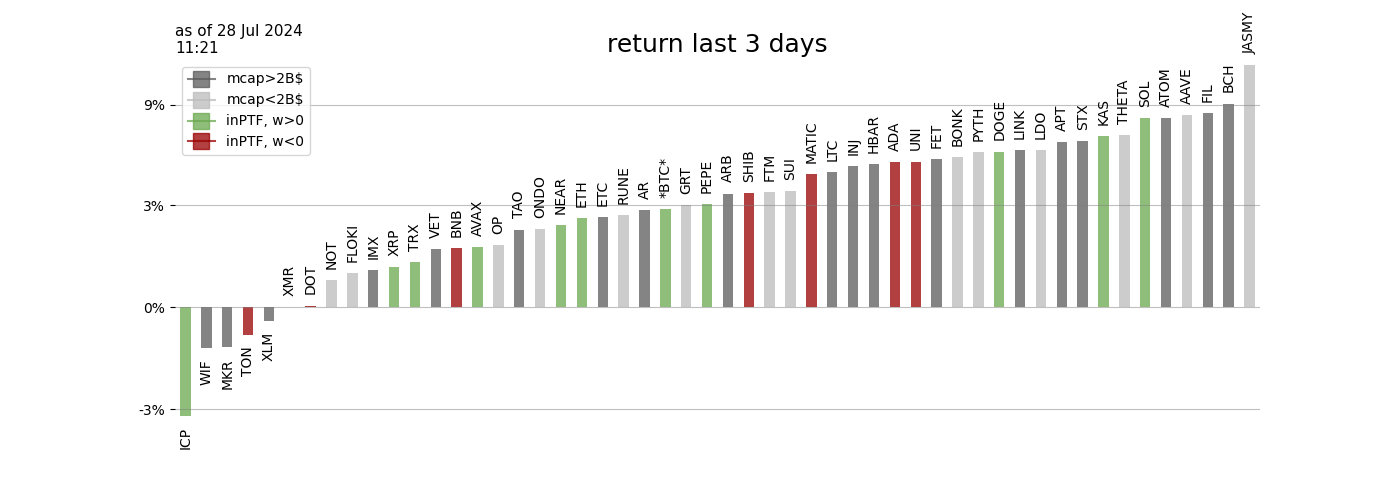 as of 28 Jul 2024
11:21
return last 3 days
mcap>2B$
mcap<2B$
inPTF, w>0
inPTF, w<0
9%
3%
0%
-3%
ICP
WIF
MKR
TON
XLM
XMR
DOT
NOT
FLOKI
IMX
XRP
TRX
VET
BNB
AVAX
OP
TAO
ONDO
NEAR
ETH
ETC
RUNE
AR
*BTC*
GRT
PEPE
ARB
SHIB
FTM
SUI
MATIC
LTC
INJ
HBAR
ADA
UNI
FET
BONK
PYTH
DOGE
LINK
LDO
APT
STX
KAS
THETA
SOL
ATOM
AAVE
FIL
BCH
JASMY